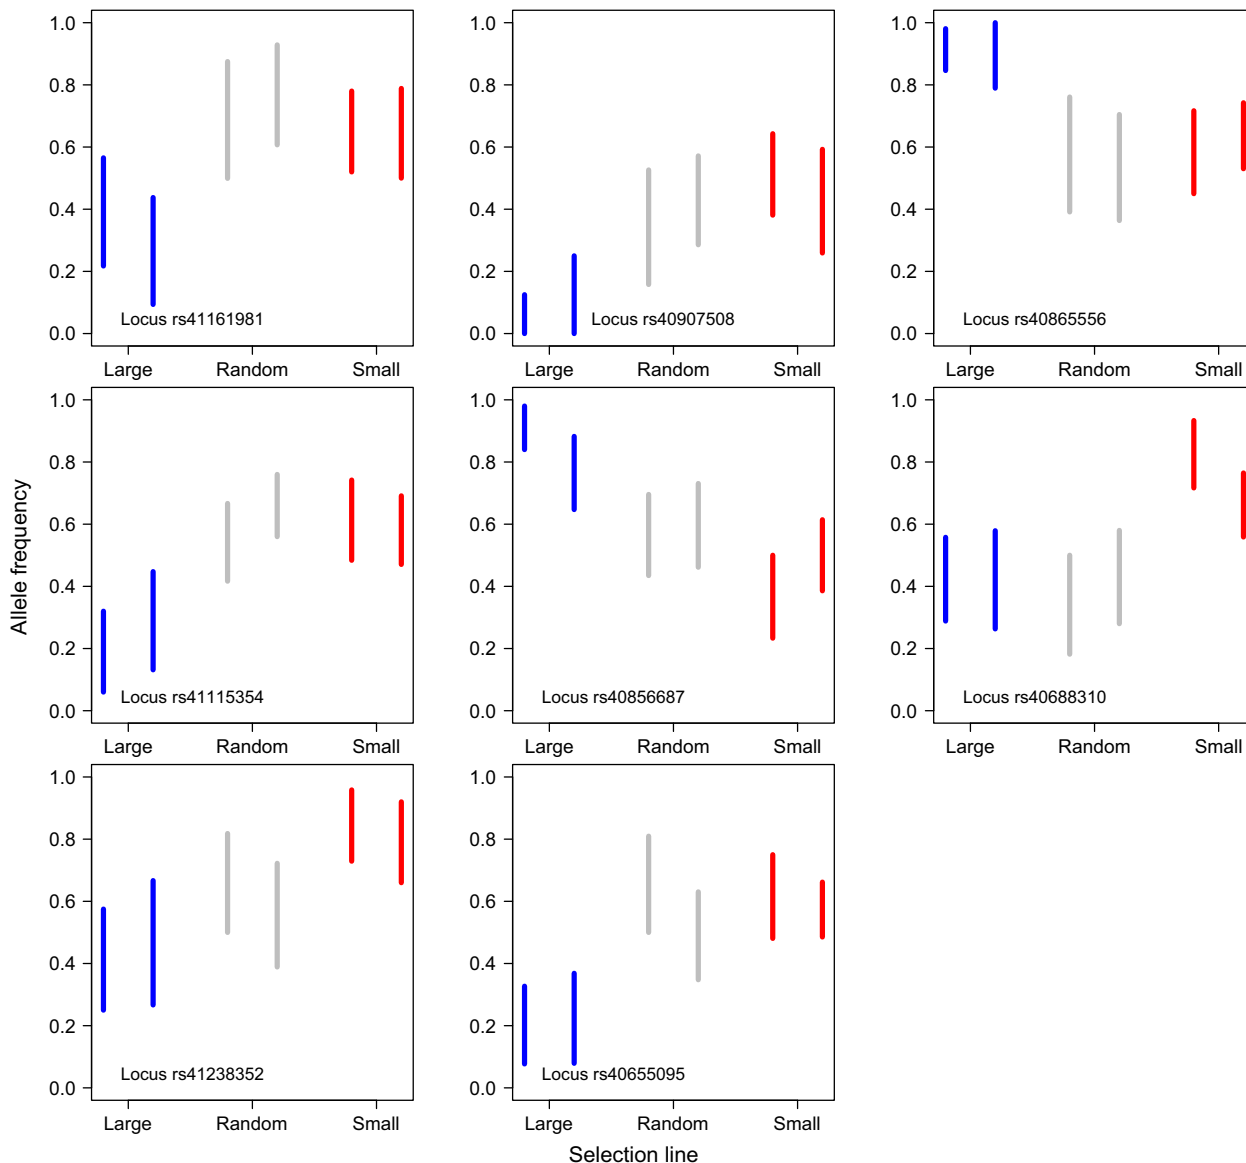 1.0
0.8
0.6
0.4
0.2
0.0
Locus rs41161981
Large Random Small
1.0
0.8
0.6
0.4
0.2
0.0
Locus rs40907508
Large Random Small
1.0
0.8
0.6
0.4
0.2
0.0
Locus rs40865556
Large Random Small
Allele frequency
1.0
0.8
0.6
0.4
0.2
0.0
Locus rs41115354
Large Random Small
1.0
0.8
0.6
0.4
0.2
0.0
Locus rs40856687
Large Random Small
1.0
0.8
0.6
0.4
0.2
0.0
Locus rs40688310
Large Random Small
1.0
0.8
0.6
0.4
0.2
0.0
Locus rs41238352
Large Random Small
1.0
0.8
0.6
0.4
0.2
0.0
Locus rs40655095
Large Random Small
Selection line